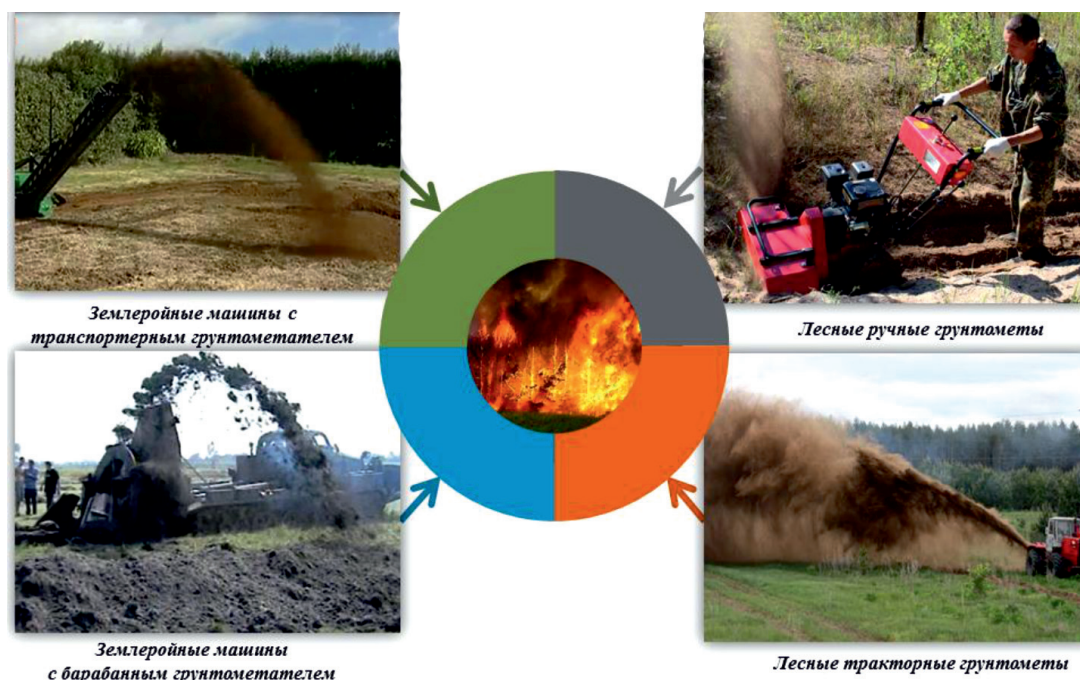 Землеройные машины с
транспортерным грунтометателем
Лесные ручные грунтометы
Землеройные машины
с барабанным грунтометателем
Лесные тракторные грунтометы